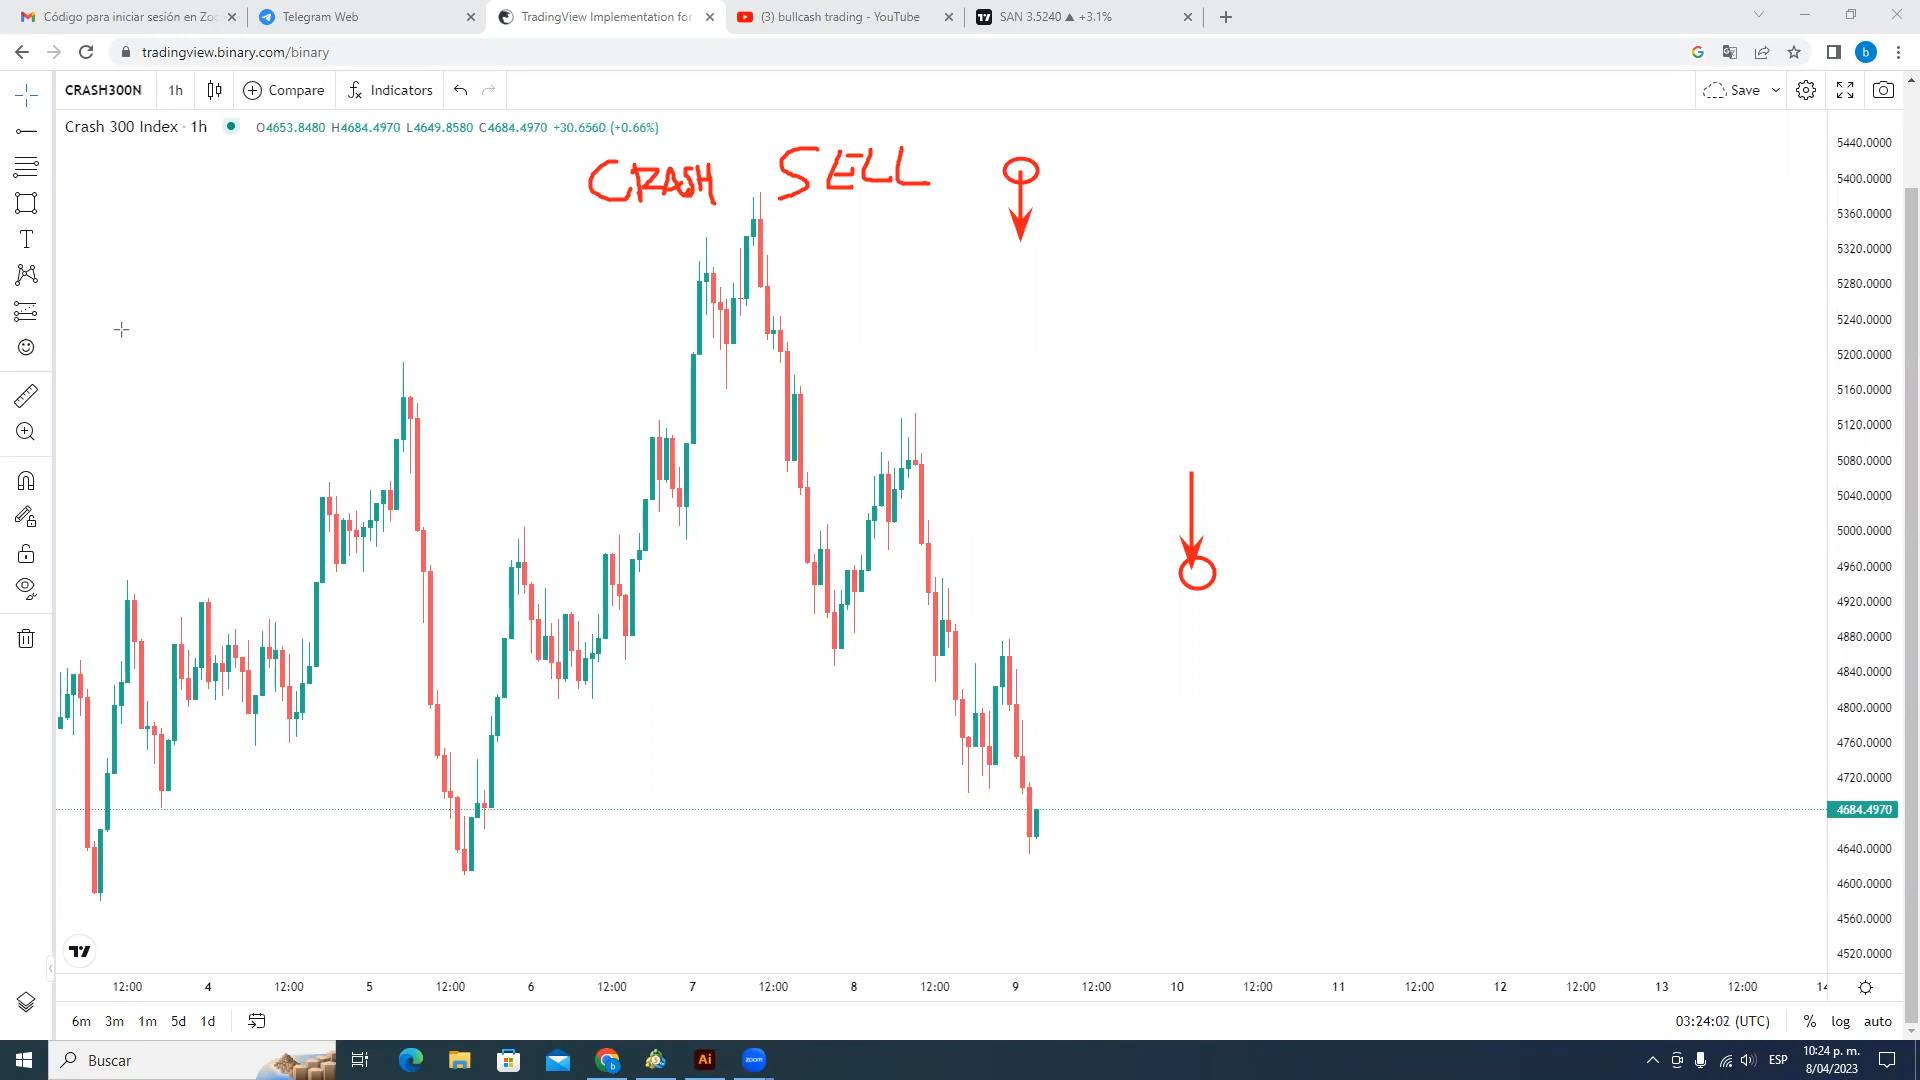 Código para iniciar sesión en Zoo
Telegram Web
TradingView Implementation for
(3) bullcash trading - YouTube
SAN 3.5240 ▲ +3.1%
tradingview.binary.com/binary
b
CRASH300N
1h
Compare
Indicators
Save
Crash 300 Index · 1h
O4653.8480 H4684.4970 L4649.8580 C4684.4970 +30.6560 (+0.66%)
CRASH SELL
5440.0000
5400.0000
5360.0000
5320.0000
5280.0000
5240.0000
5200.0000
5160.0000
5120.0000
5080.0000
5040.0000
5000.0000
4960.0000
4920.0000
4880.0000
4840.0000
4800.0000
4760.0000
4720.0000
4684.4970
4640.0000
4600.0000
4560.0000
4520.0000
12:00 4 12:00 5 12:00 6 12:00 7 12:00 8 12:00 9 12:00 10 12:00 11 12:00 12 12:00 13 12:00 14
6m 3m 1m 5d 1d
03:24:02 (UTC) % log auto
Buscar
Ai
zoom
ESP
10:24 p. m.
8/04/2023